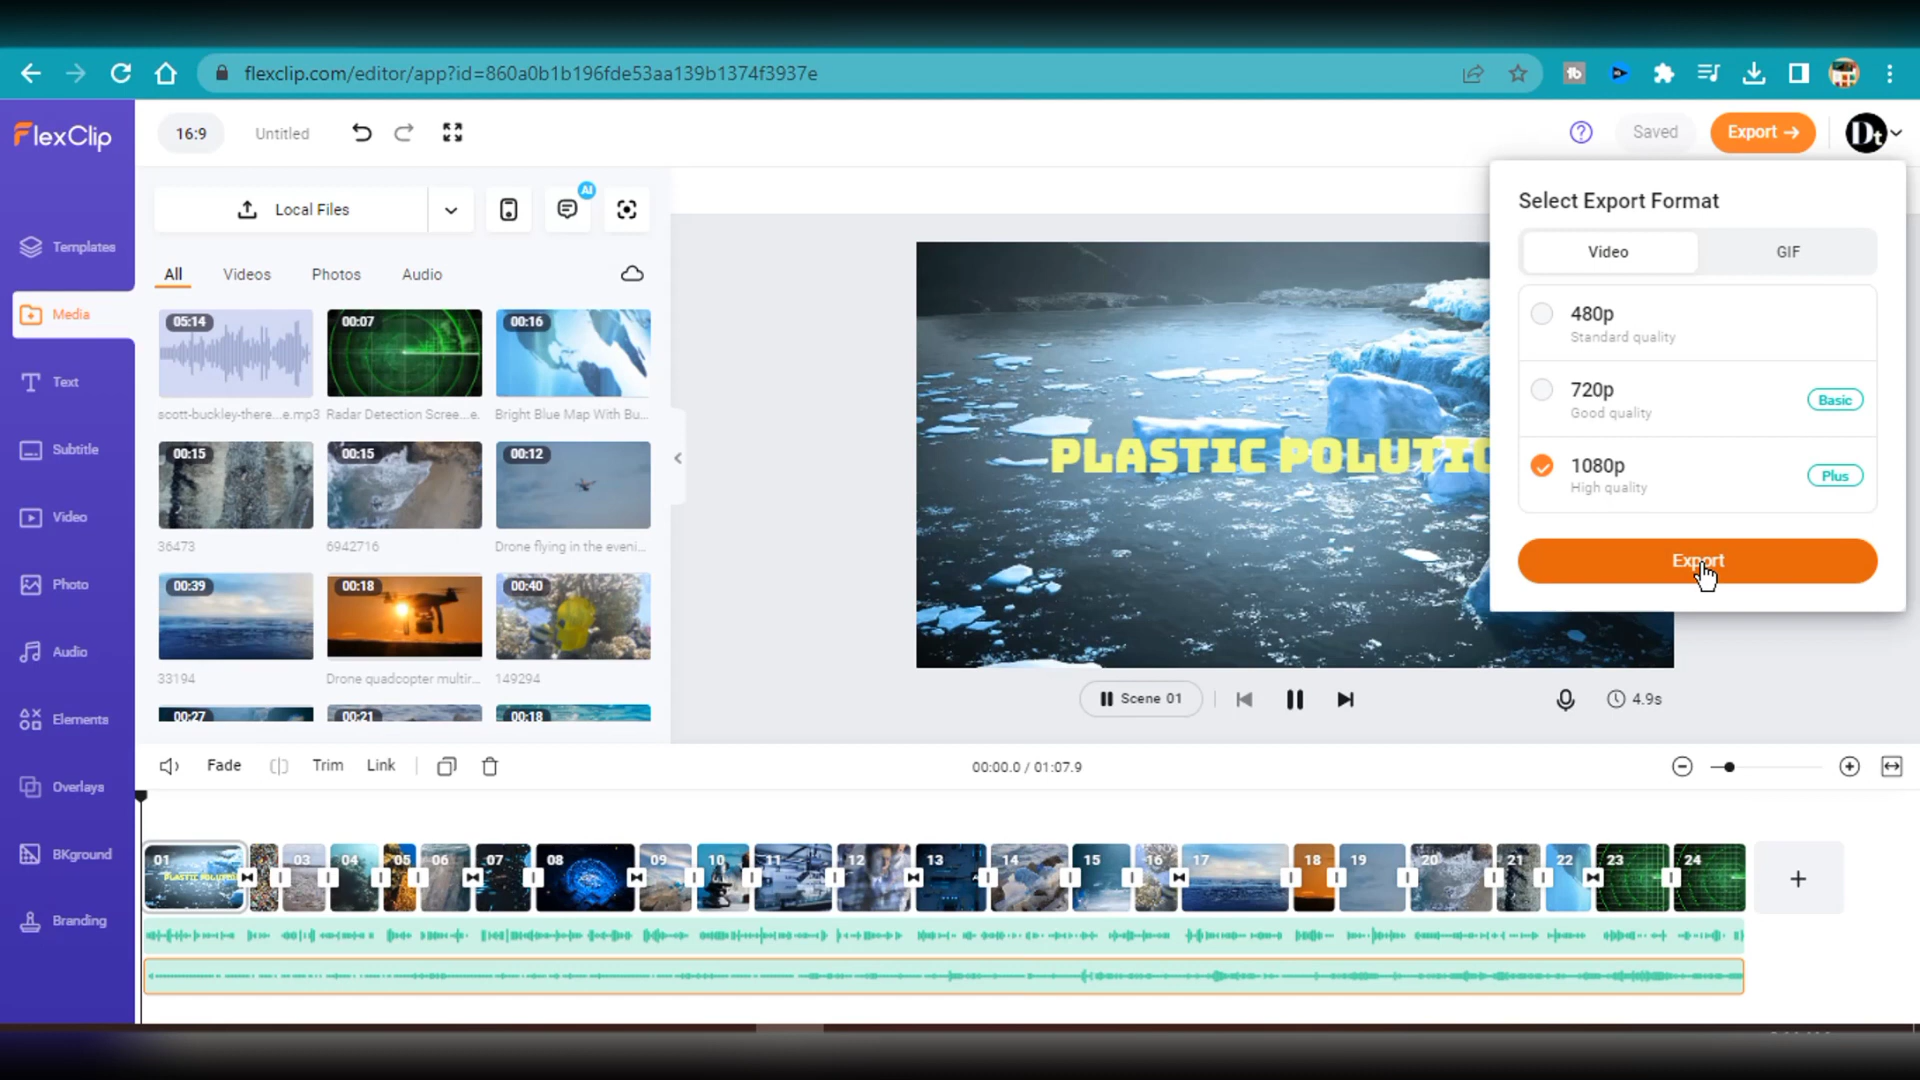 flexclip.com/editor/app?id=860a0b1b196fde53aa139b1374f3937e
FlexClip
16:9
Untitled
Saved
Export →
Dt
Templates
Media
Text
Subtitle
Video
Photo
Audio
Elements
Overlays
BKground
Branding
Local Files
AI
All
Videos
Photos
Audio
05:14
00:07
00:16
scott-buckley-there...e.mp3
Radar Detection Scree...e.
Bright Blue Map With Bu...
00:15
00:15
00:12
36473
6942716
Drone flying in the eveni...
00:39
00:18
00:40
33194
Drone quadcopter multir...
149294
00:27
00:21
00:18
PLASTIC POLUTIO
Select Export Format
Video
GIF
480p
Standard quality
720p
Good quality
Basic
1080p
High quality
Plus
Export
Scene 01
4.9s
Fade
Trim
Link
00:00.0 / 01:07.9
01
03
04
05
06
07
08
09
10
11
12
13
14
15
16
17
18
19
20
21
22
23
24